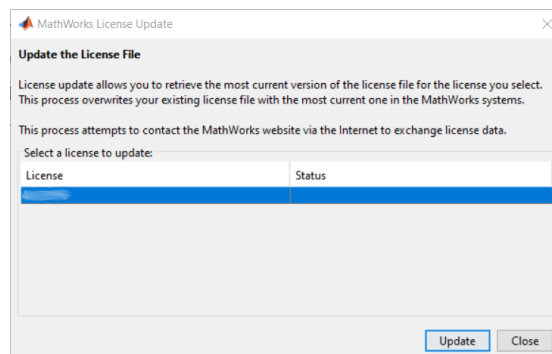 MathWorks License Update
Update the License File
License update allows you to retrieve the most current version of the license file for the license you select.
This process overwrites your existing license file with the most current one in the MathWorks systems.
This process attempts to contact the MathWorks website via the Internet to exchange license data.
Select a license to update:
License Status
Update Close